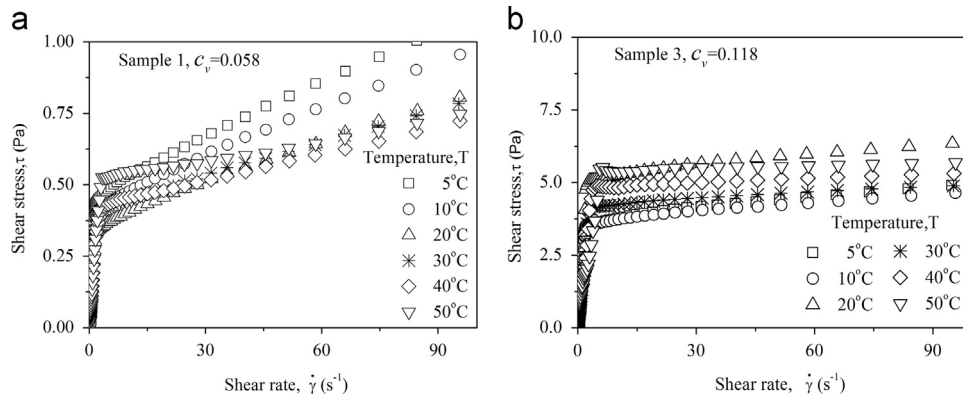 a
Sample 1, c_v=0.058
Shear stress,τ (Pa)
1.00
0.75
0.50
0.25
0.00
Temperature,T
5°C
10°C
20°C
30°C
40°C
50°C
0 30 60 90
Shear rate, γ̇ (s⁻¹)
b
Sample 3, c_v=0.118
Shear stress,τ (Pa)
10.0
7.5
5.0
2.5
0.0
Temperature,T
5°C 30°C
10°C 40°C
20°C 50°C
0 30 60 90
Shear rate, γ̇ (s⁻¹)